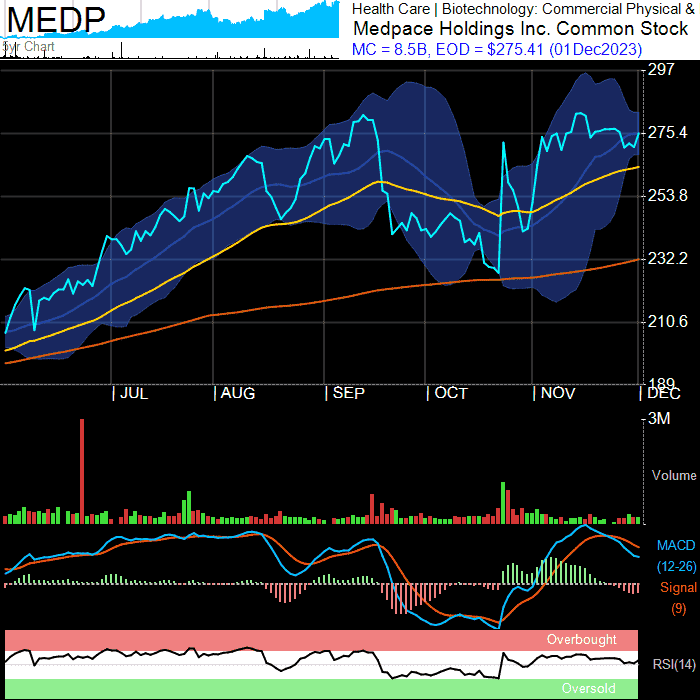 MEDP
5yr Chart
Health Care | Biotechnology: Commercial Physical &
Medpace Holdings Inc. Common Stock
MC = 8.5B, EOD = $275.41 (01Dec2023)
297
275.4
253.8
232.2
210.6
189
JUL
AUG
SEP
OCT
NOV
DEC
3M
Volume
MACD
(12-26)
Signal
(9)
Overbought
RSI(14)
Oversold